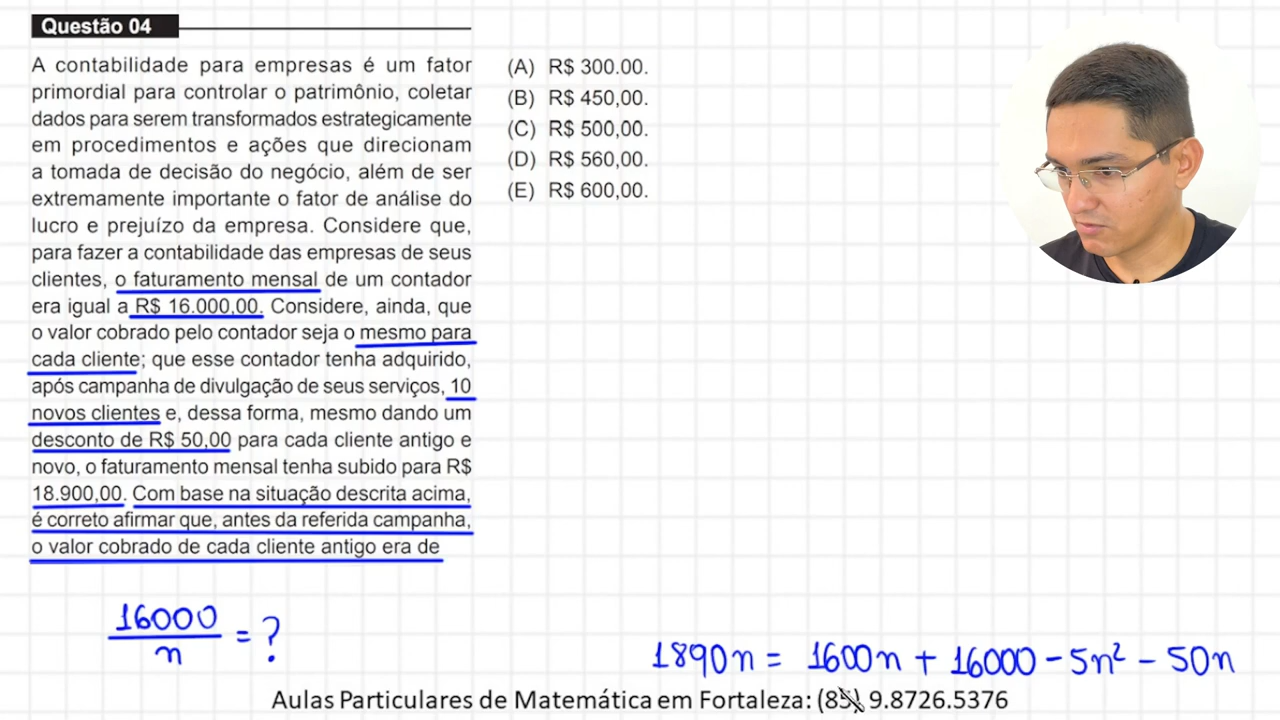 Questão 04
A contabilidade para empresas é um fator
primordial para controlar o patrimônio, coletar
dados para serem transformados estrategicamente
em procedimentos e ações que direcionam
a tomada de decisão do negócio, além de ser
extremamente importante o fator de análise do
lucro e prejuízo da empresa. Considere que,
para fazer a contabilidade das empresas de seus
clientes, o faturamento mensal de um contador
era igual a R$ 16.000,00. Considere, ainda, que
o valor cobrado pelo contador seja o mesmo para
cada cliente; que esse contador tenha adquirido,
após campanha de divulgação de seus serviços, 10
novos clientes e, dessa forma, mesmo dando um
desconto de R$ 50,00 para cada cliente antigo e
novo, o faturamento mensal tenha subido para R$
18.900,00. Com base na situação descrita acima,
é correto afirmar que, antes da referida campanha,
o valor cobrado de cada cliente antigo era de
(A) R$ 300.00.
(B) R$ 450,00.
(C) R$ 500,00.
(D) R$ 560,00.
(E) R$ 600,00.
16000
n
= ?
1890n = 1600n + 16000 - 5n² - 50n
Aulas Particulares de Matemática em Fortaleza: (85) 9.8726.5376